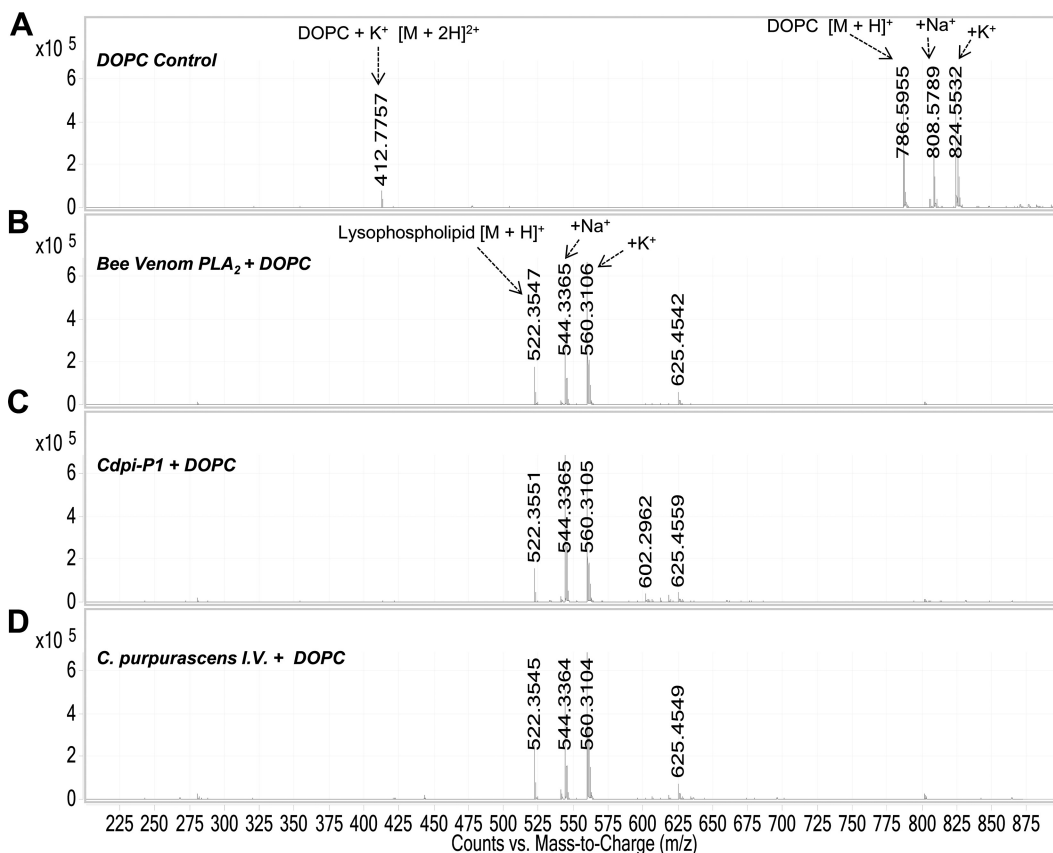 A
DOPC + K⁺ [M + 2H]²⁺
DOPC [M + H]⁺ +Na⁺ +K⁺
x10 5
DOPC Control
6
4
2
0
412.7757
786.5955
808.5789
824.5532
B
Lysophospholipid [M + H]⁺
+Na⁺
+K⁺
x10 5
Bee Venom PLA₂ + DOPC
6
4
2
0
522.3547
544.3365
560.3106
625.4542
C
x10 5
Cdpi-P1 + DOPC
6
4
2
0
522.3551
544.3365
560.3105
602.2962
625.4559
D
x10 5
C. purpurascens I.V. + DOPC
6
4
2
0
522.3545
544.3364
560.3104
625.4549
225 250 275 300 325 350 375 400 425 450 475 500 525 550 575 600 625 650 675 700 725 750 775 800 825 850 875
Counts vs. Mass-to-Charge (m/z)